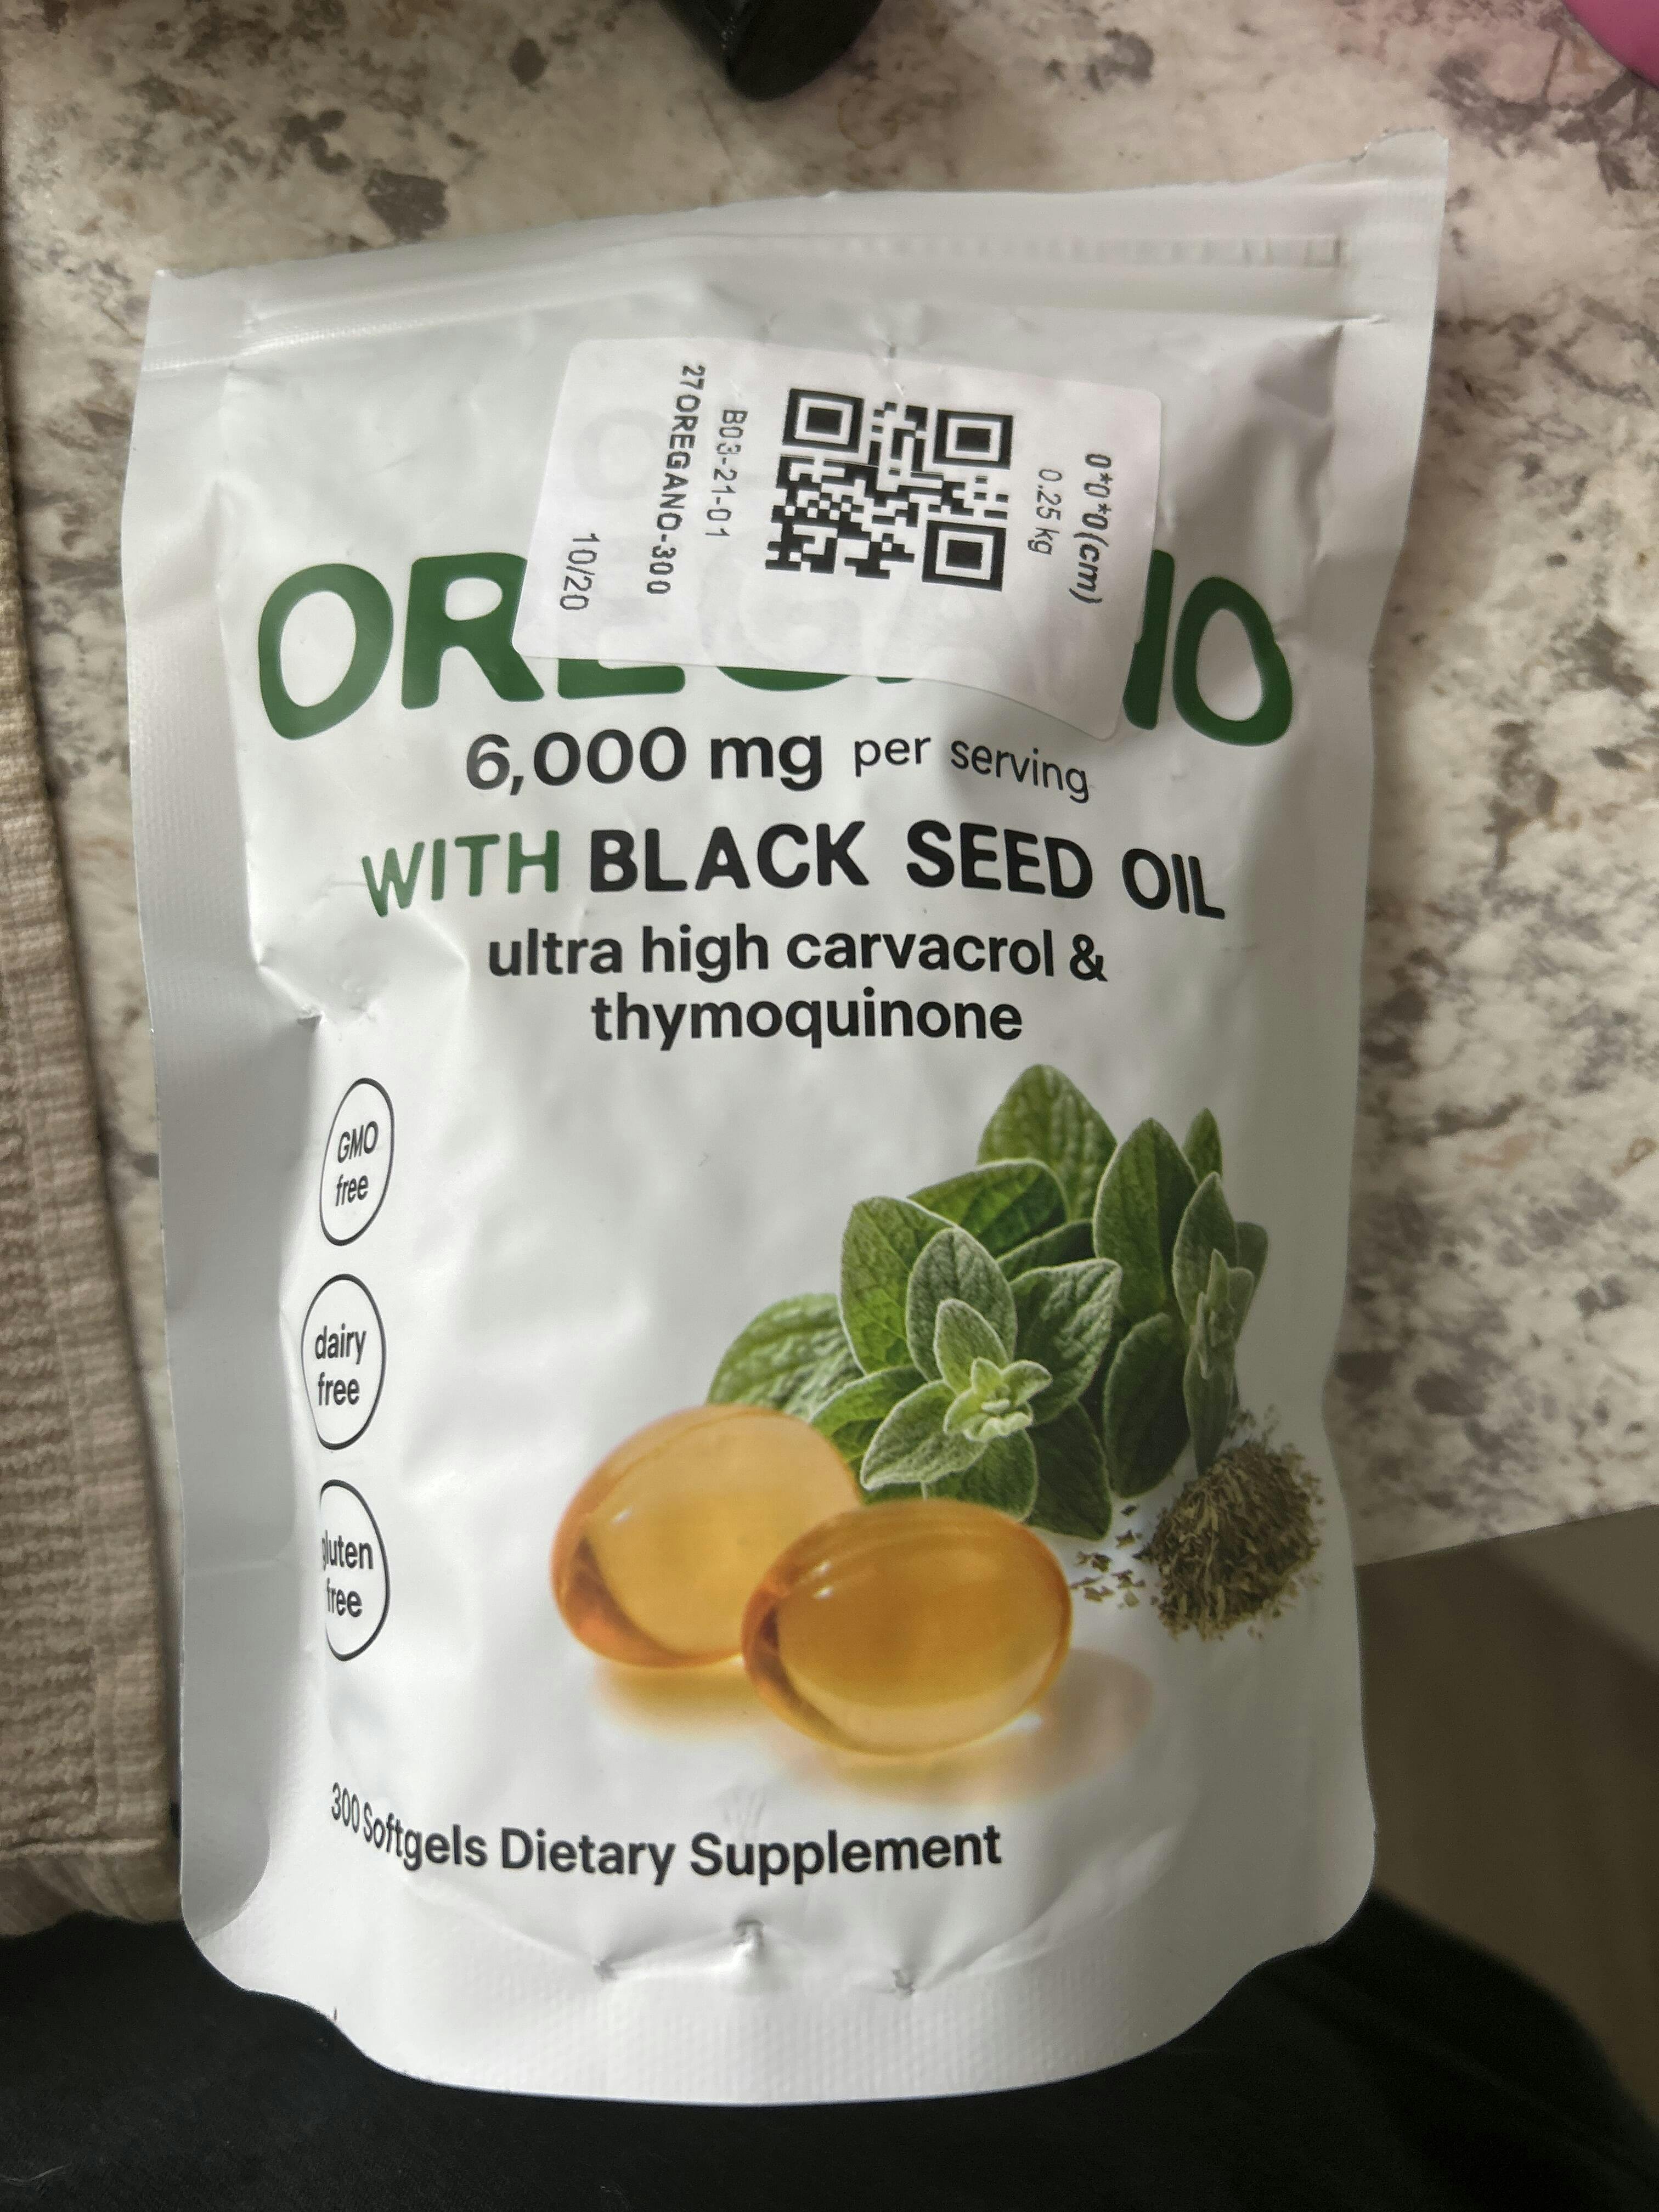 0*0*0(cm)
0.25 kg
B03-21-01
27OREGANO-300
10/20
6,000 mg per serving
WITH BLACK SEED OIL
ultra high carvacrol &
thymoquinone
GMO
free
dairy
free
gluten
free
300 Softgels Dietary Supplement